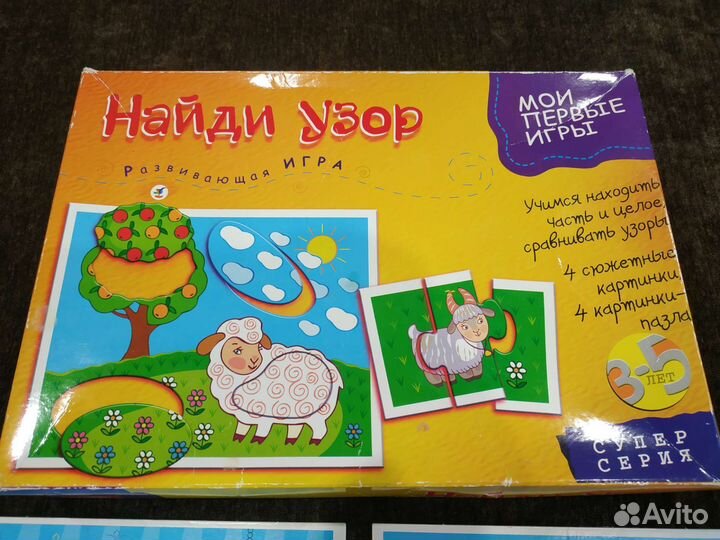 Найди узор
Развивающая ИГРА
МОИ
ПЕРВЫЕ
ИГРЫ
Учимся находить
часть и целое,
сравнивать узоры
4 сюжетные
картинки
4 картинки-
пазла
3-5
ЛЕТ
СУПЕР
СЕРИЯ
Avito